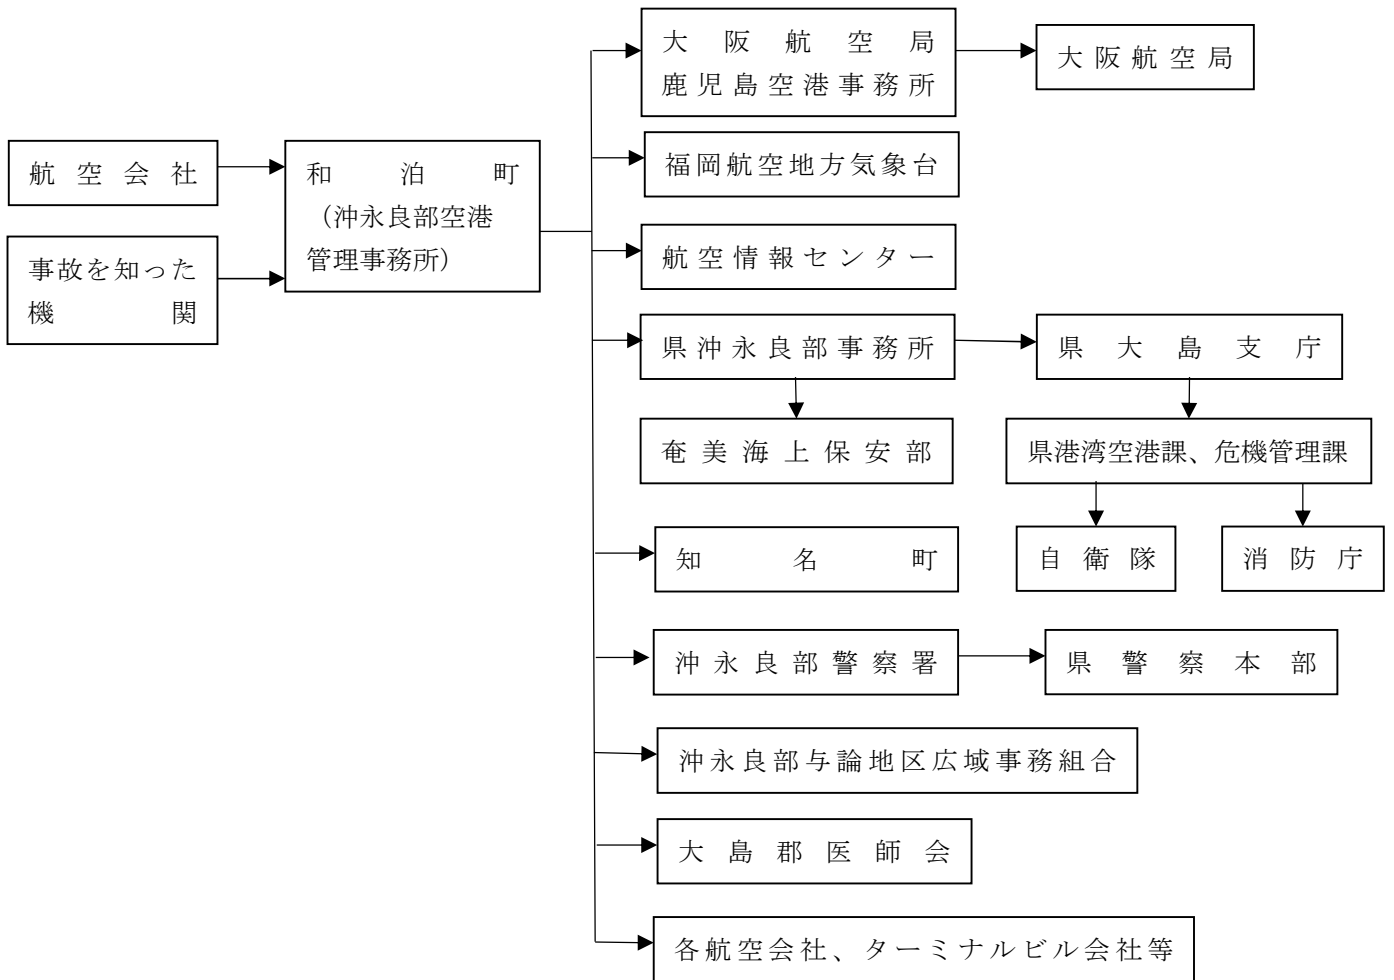 大阪航空局
鹿児島空港事務所
大阪航空局
航空会社
和泊町
（沖永良部空港
管理事務所）
福岡航空地方気象台
事故を知った
機関
航空情報センター
県沖永良部事務所
県大島支庁
奄美海上保安部
県港湾空港課、危機管理課
知名町
自衛隊
消防庁
沖永良部警察署
県警察本部
沖永良部与論地区広域事務組合
大島郡医師会
各航空会社、ターミナルビル会社等